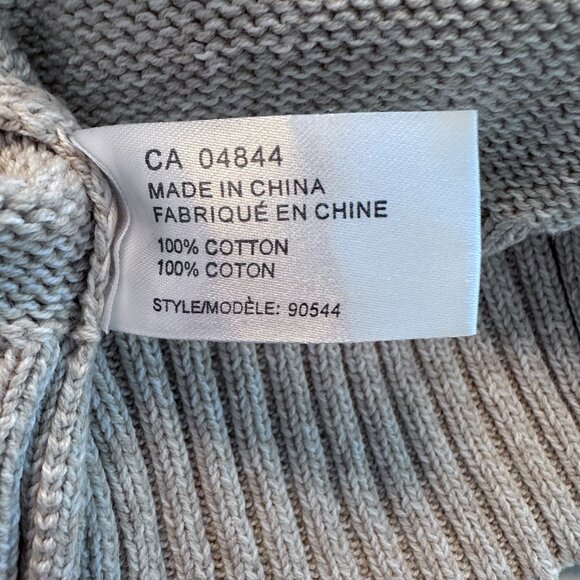 CA 04844
MADE IN CHINA
FABRIQUÉ EN CHINE
100% COTTON
100% COTON
STYLE/MODÈLE: 90544